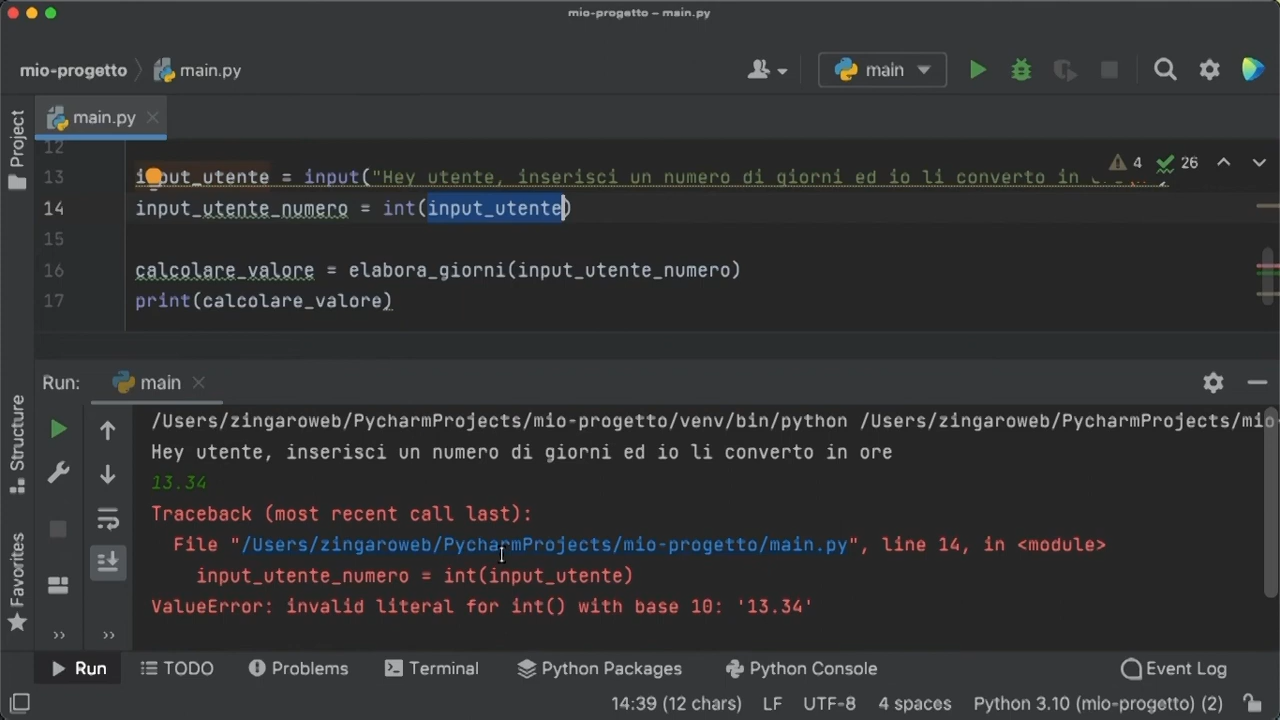 mio-progetto – main.py
mio-progetto main.py
main
main.py
Project
12
4 26
13 input_utente = input("Hey utente, inserisci un numero di giorni ed io li converto in
14 input_utente_numero = int(input_utente)
15
16 calcolare_valore = elabora_giorni(input_utente_numero)
17 print(calcolare_valore)
Run: main
/Users/zingaroweb/PycharmProjects/mio-progetto/venv/bin/python /Users/zingaroweb/PycharmProjects/mio
Hey utente, inserisci un numero di giorni ed io li converto in ore
13.34
Traceback (most recent call last):
File "/Users/zingaroweb/PycharmProjects/mio-progetto/main.py", line 14, in <module>
input_utente_numero = int(input_utente)
ValueError: invalid literal for int() with base 10: '13.34'
Structure
Favorites
Run TODO Problems Terminal Python Packages Python Console Event Log
14:39 (12 chars) LF UTF-8 4 spaces Python 3.10 (mio-progetto) (2)